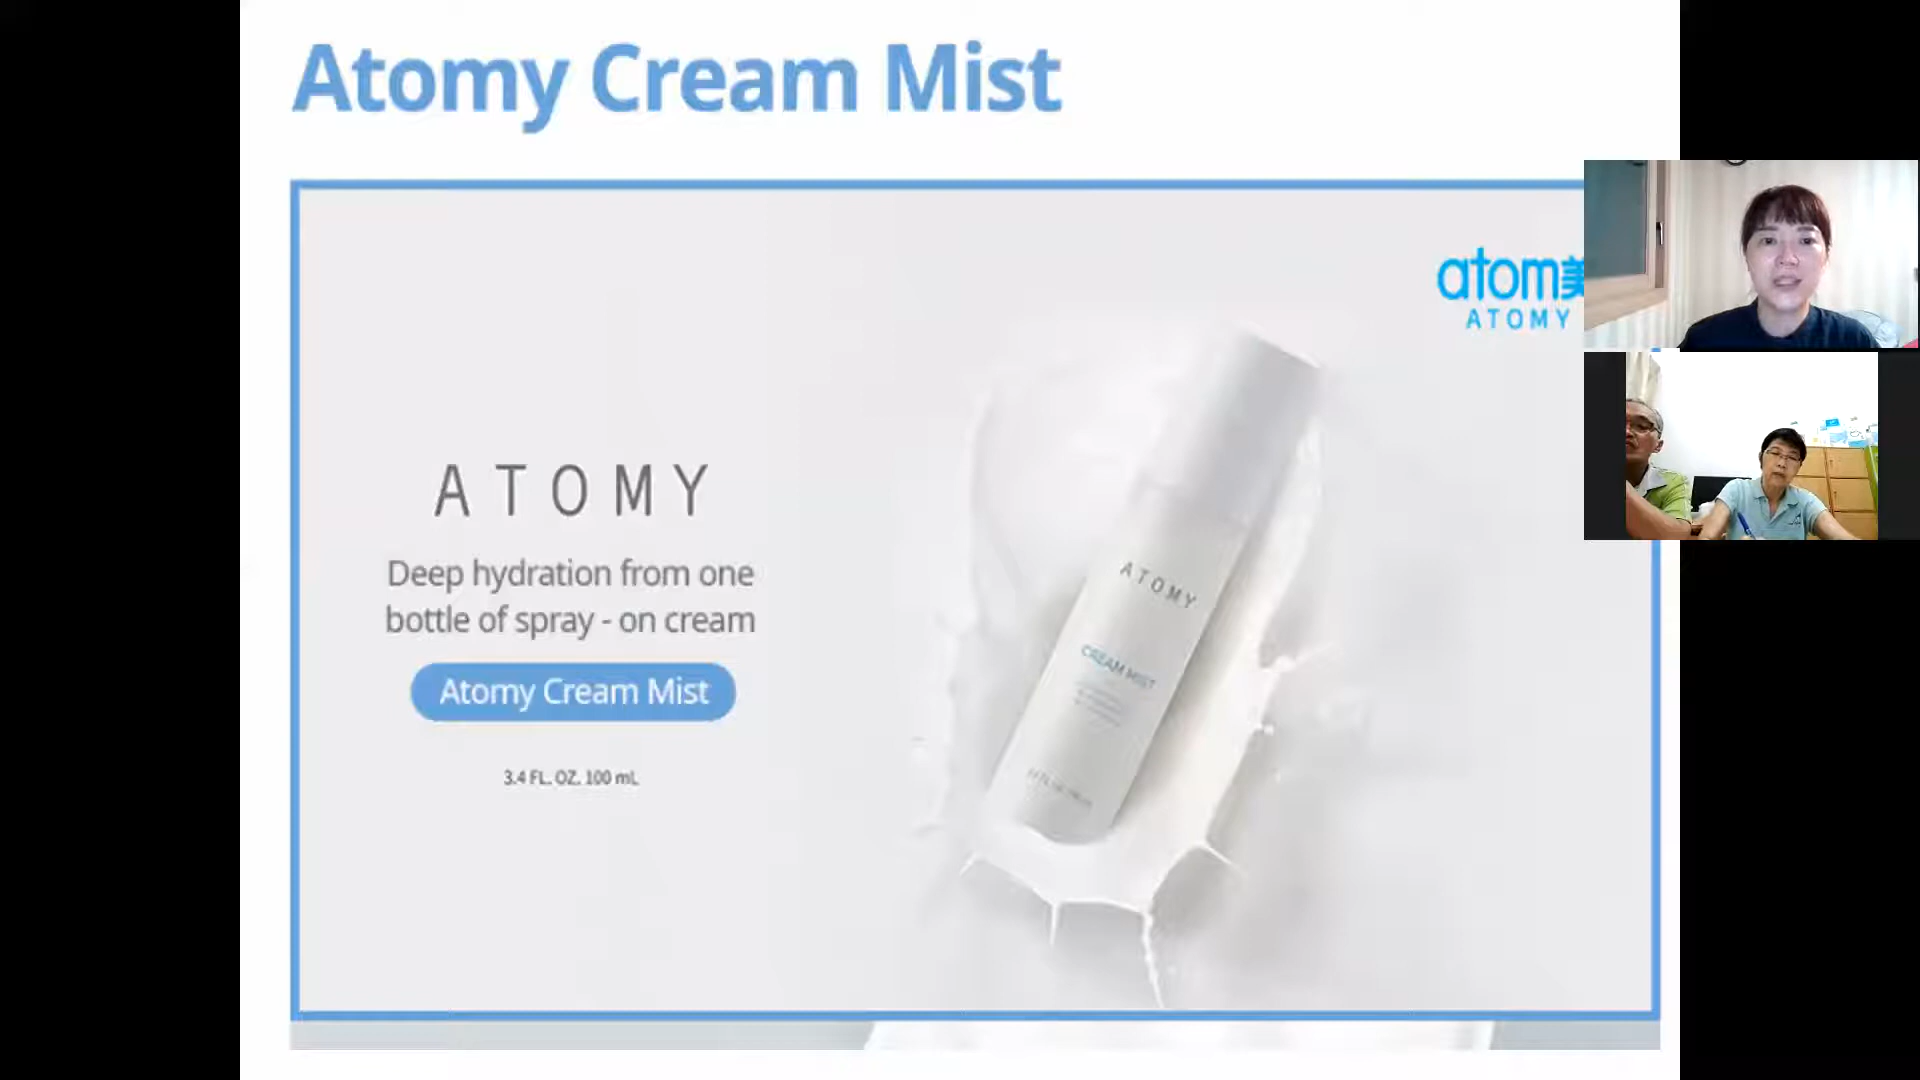 Atomy Cream Mist
atom美
ATOMY
ATOMY
Deep hydration from one
bottle of spray - on cream
Atomy Cream Mist
3.4 FL. OZ. 100 mL
ATOMY
CREAM MIST